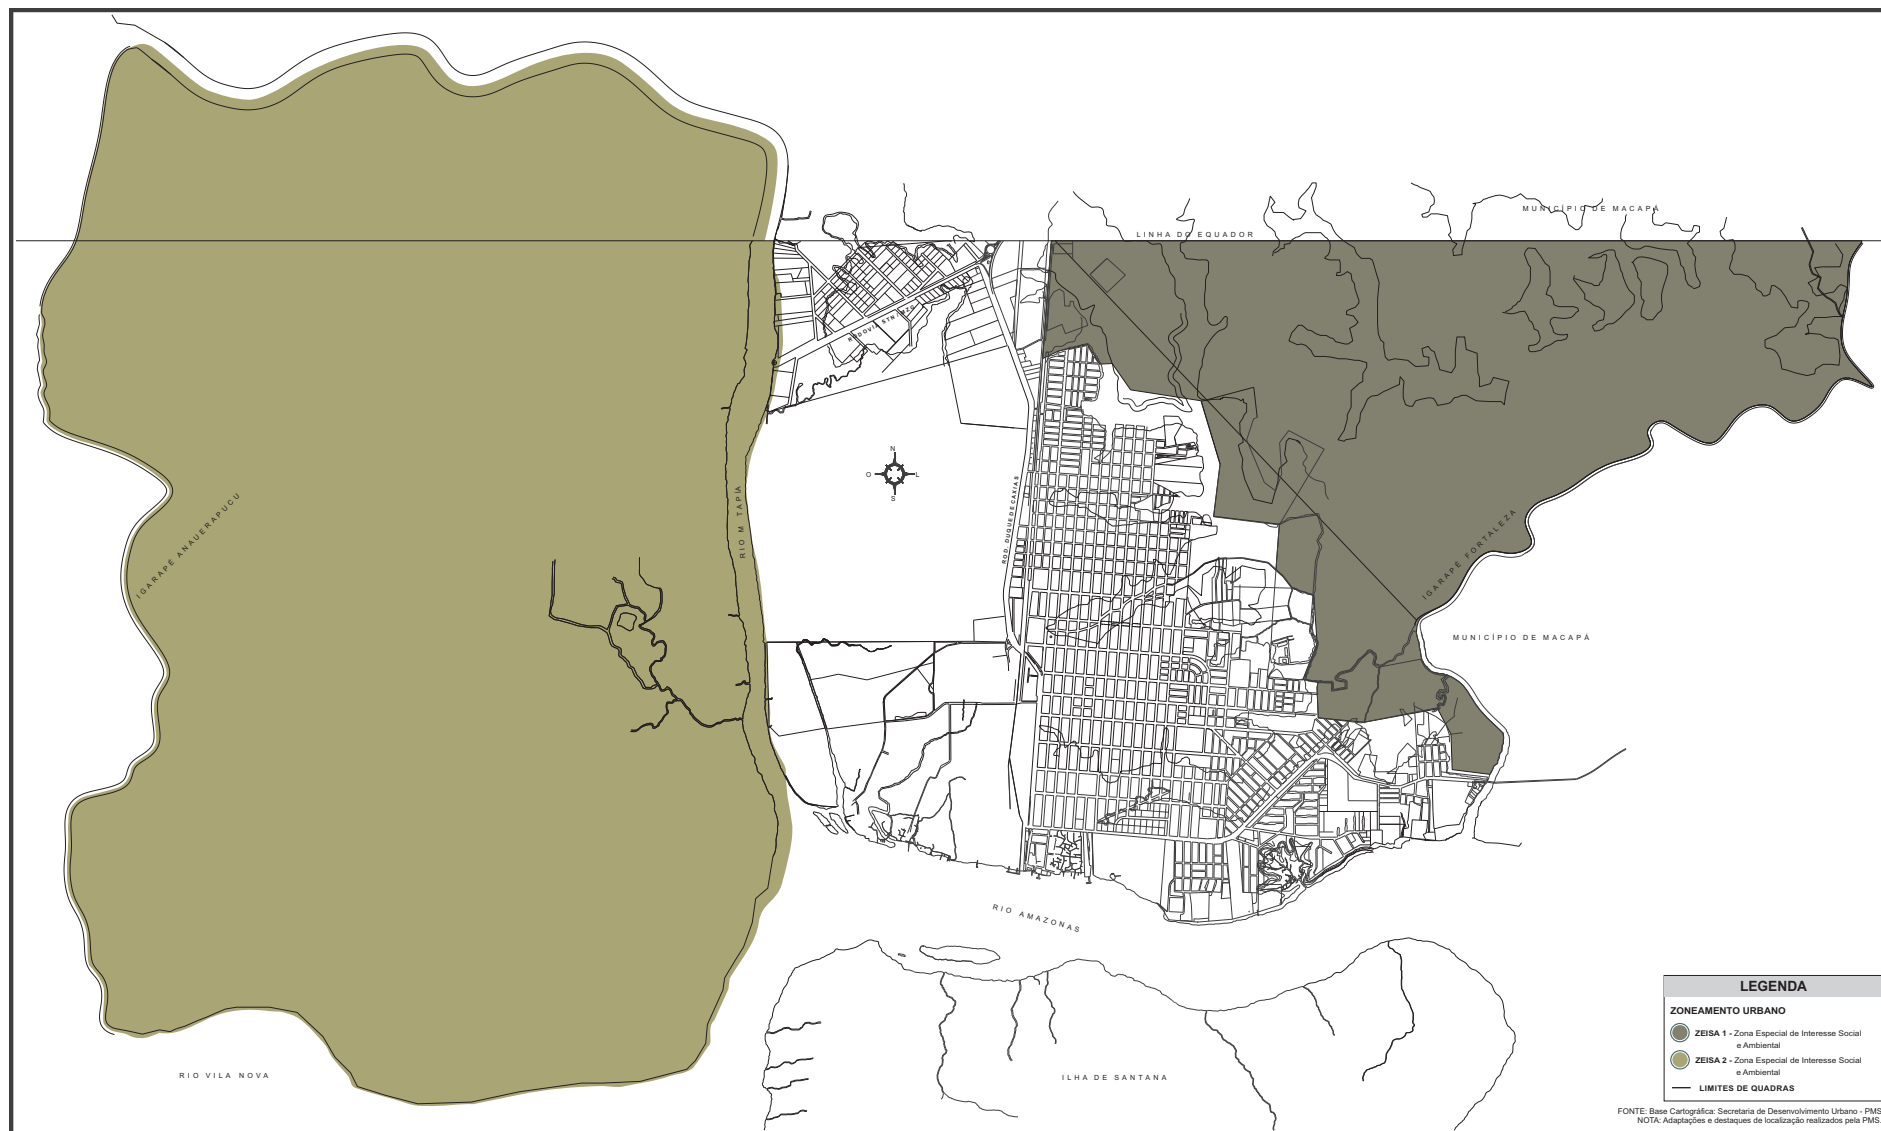 MUNICÍPIO DE MACAPÁ
LINHA DO EQUADOR
RODOVIA STN / MZG
N
O
L
S
ROD. DUQUE DE CAXIAS
RIO M TAPÍA
IGARAPÉ ANAUERAPUCU
IGARAPÉ FORTALEZA
MUNICÍPIO DE MACAPÁ
RIO AMAZONAS
RIO VILA NOVA
ILHA DE SANTANA
LEGENDA
ZONEAMENTO URBANO
ZEISA 1 - Zona Especial de Interesse Social
e Ambiental
ZEISA 2 - Zona Especial de Interesse Social
e Ambiental
LIMITES DE QUADRAS
FONTE: Base Cartográfica: Secretaria de Desenvolvimento Urbano - PMS
NOTA: Adaptações e destaques de localização realizados pela PMS.